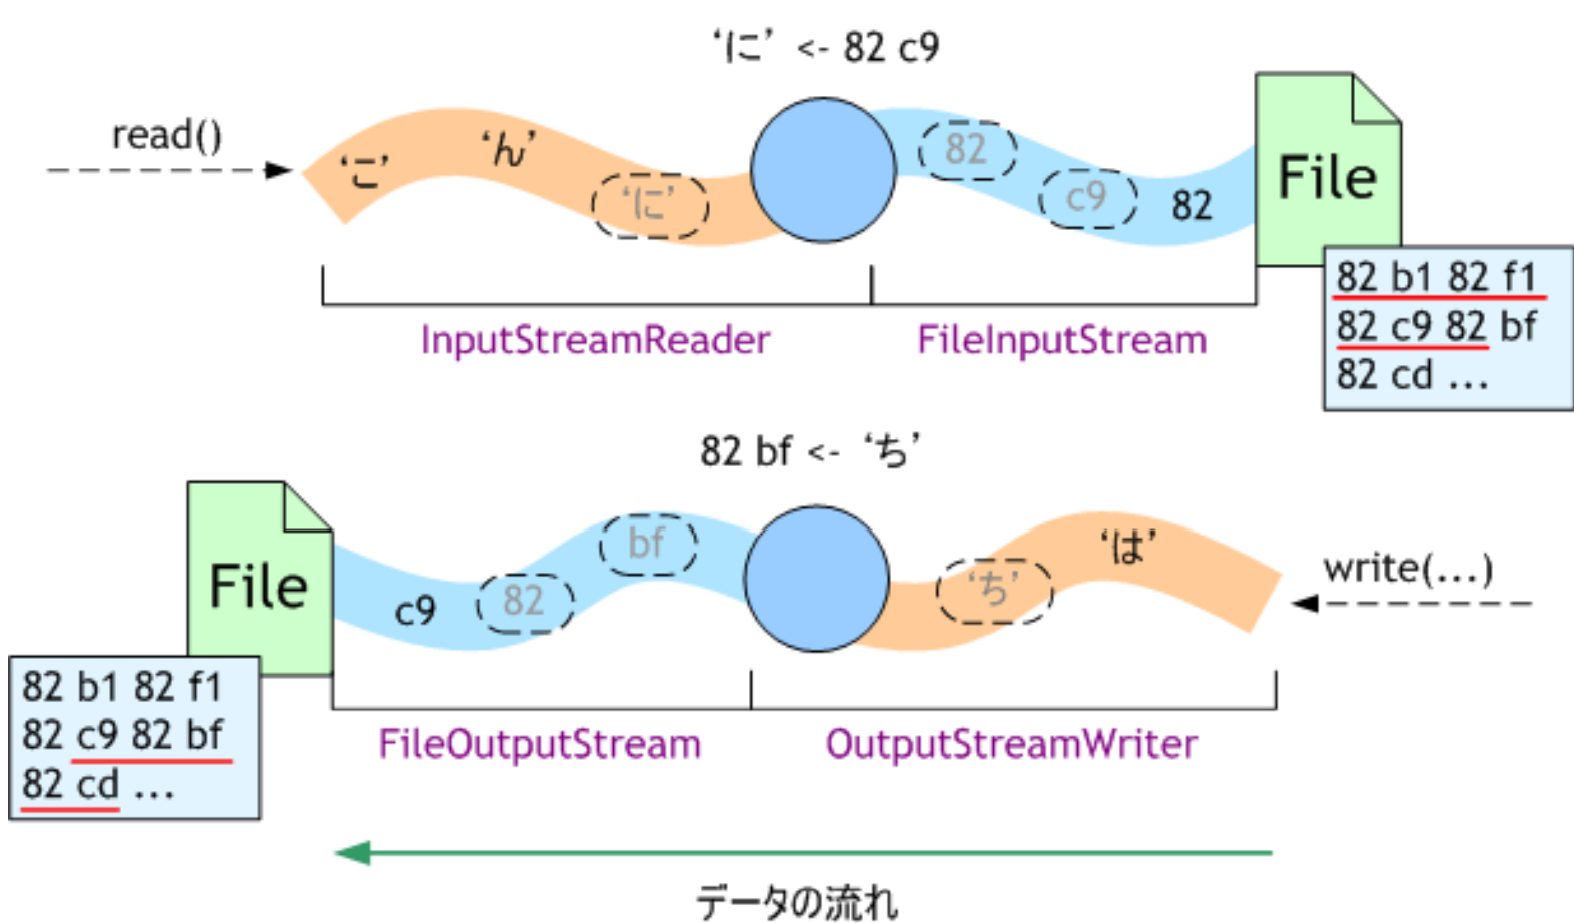 ‘に’ <- 82 c9
read()
‘こ’ ‘ん’ ‘に’ 82 c9 82
File
82 b1 82 f1
82 c9 82 bf
82 cd ...
InputStreamReader
FileInputStream
82 bf <- ‘ち’
File
c9 82 bf ‘ち’ ‘は’
write(...)
82 b1 82 f1
82 c9 82 bf
82 cd ...
FileOutputStream
OutputStreamWriter
データの流れ